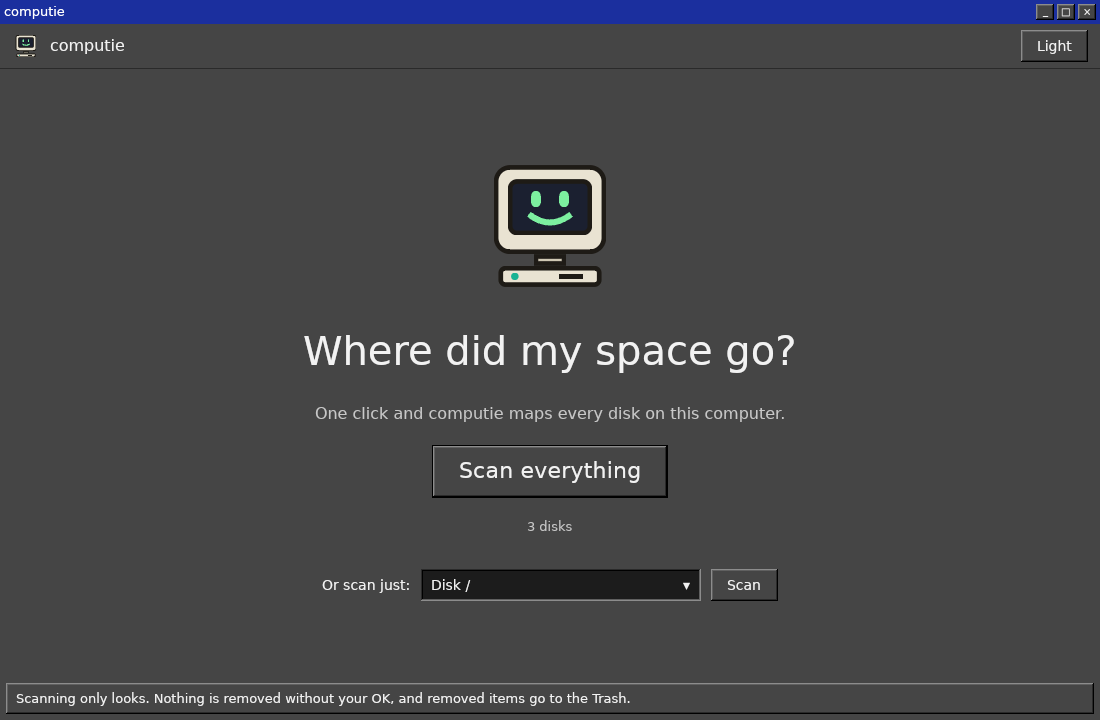 computie
computie
Light
Where did my space go?
One click and computie maps every disk on this computer.
Scan everything
3 disks
Or scan just: Disk / Scan
Scanning only looks. Nothing is removed without your OK, and removed items go to the Trash.